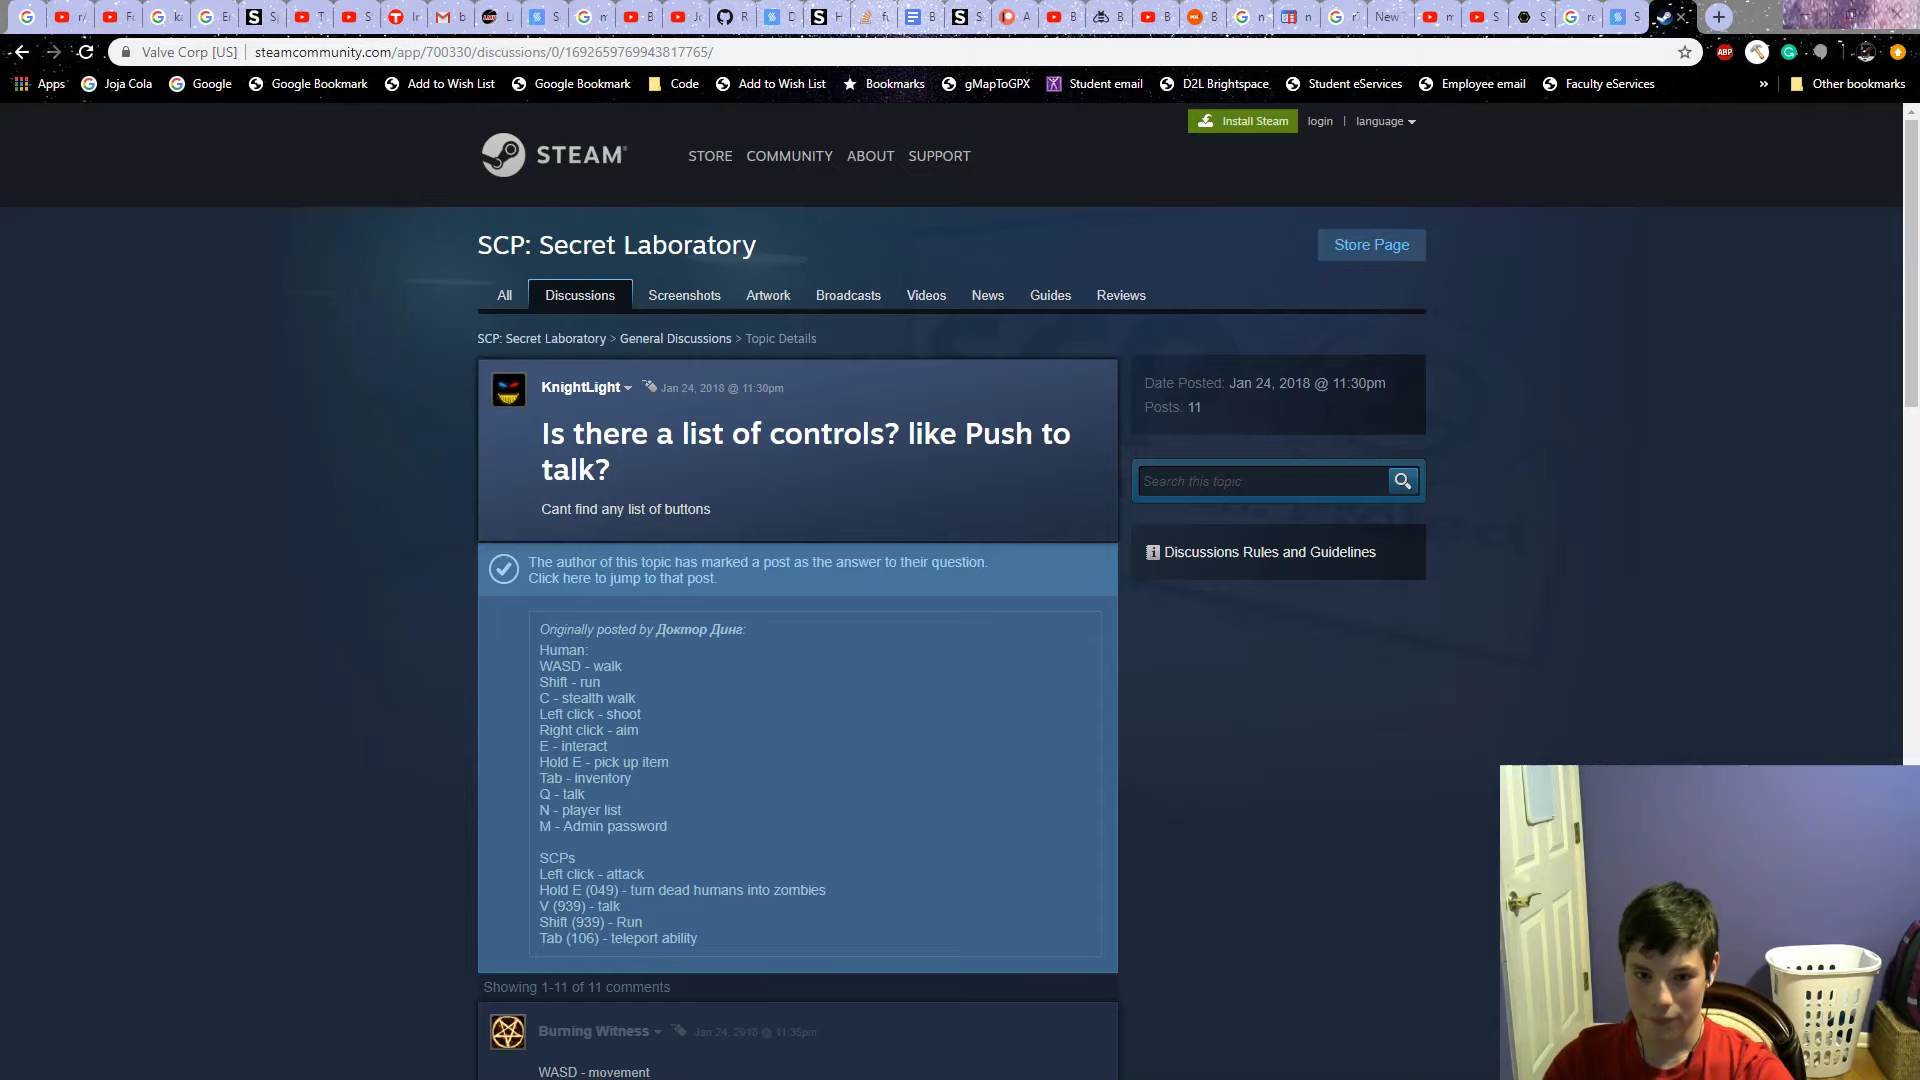 Valve Corp [US]
steamcommunity.com/app/700330/discussions/0/1692659769943817765/
Apps
Joja Cola
Google
Google Bookmark
Add to Wish List
Google Bookmark
Code
Add to Wish List
Bookmarks
gMapToGPX
Student email
D2L Brightspace
Student eServices
Employee email
Faculty eServices
»
Other bookmarks
Install Steam
login
|
language
STEAM
STORE
COMMUNITY
ABOUT
SUPPORT
SCP: Secret Laboratory
Store Page
All
Discussions
Screenshots
Artwork
Broadcasts
Videos
News
Guides
Reviews
SCP: Secret Laboratory > General Discussions > Topic Details
KnightLight
Jan 24, 2018 @ 11:30pm
Is there a list of controls? like Push to
talk?
Cant find any list of buttons
Date Posted: Jan 24, 2018 @ 11:30pm
Posts: 11
Search this topic
Discussions Rules and Guidelines
The author of this topic has marked a post as the answer to their question.
Click here to jump to that post.
Originally posted by Доктор Динг:
Human:
WASD - walk
Shift - run
C - stealth walk
Left click - shoot
Right click - aim
E - interact
Hold E - pick up item
Tab - inventory
Q - talk
N - player list
M - Admin password
SCPs
Left click - attack
Hold E (049) - turn dead humans into zombies
V (939) - talk
Shift (939) - Run
Tab (106) - teleport ability
Showing 1-11 of 11 comments
Burning Witness
Jan 24, 2018 @ 11:35pm
WASD - movement